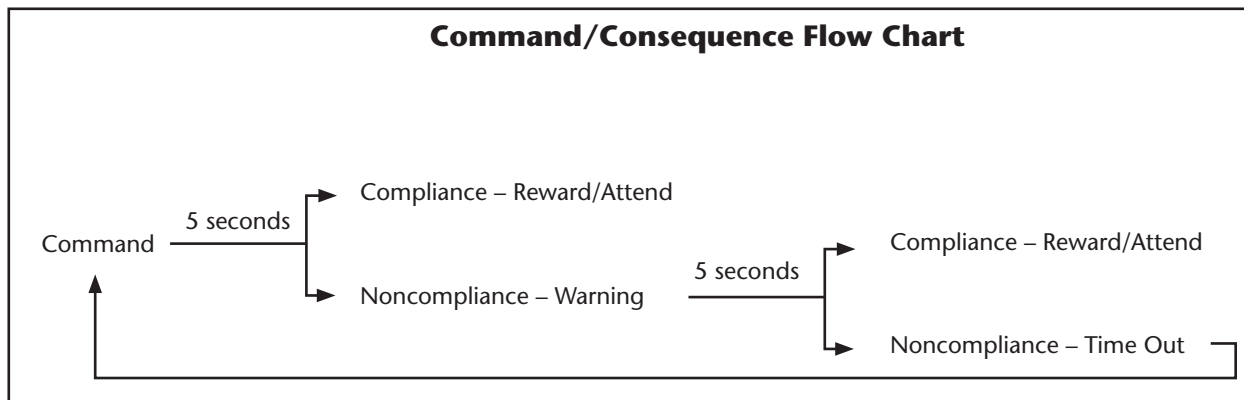 Command/Consequence Flow Chart
Compliance – Reward/Attend
5 seconds
Command
Compliance – Reward/Attend
5 seconds
Noncompliance – Warning
Noncompliance – Time Out